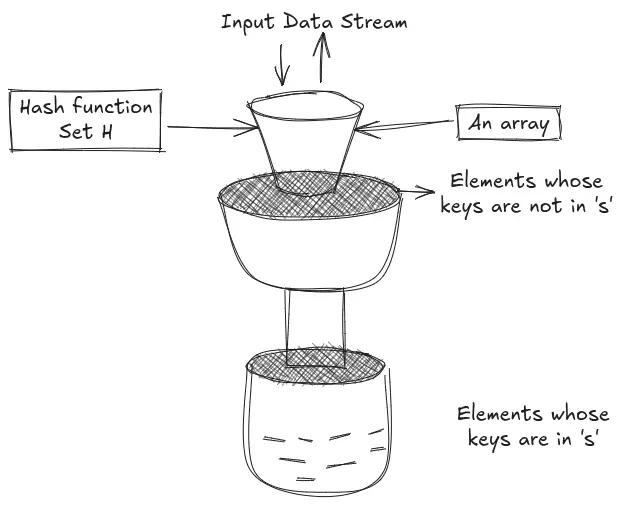 Input Data Stream
Hash function
Set H
An array
Elements whose
keys are not in 's'
Elements whose
keys are in 's'